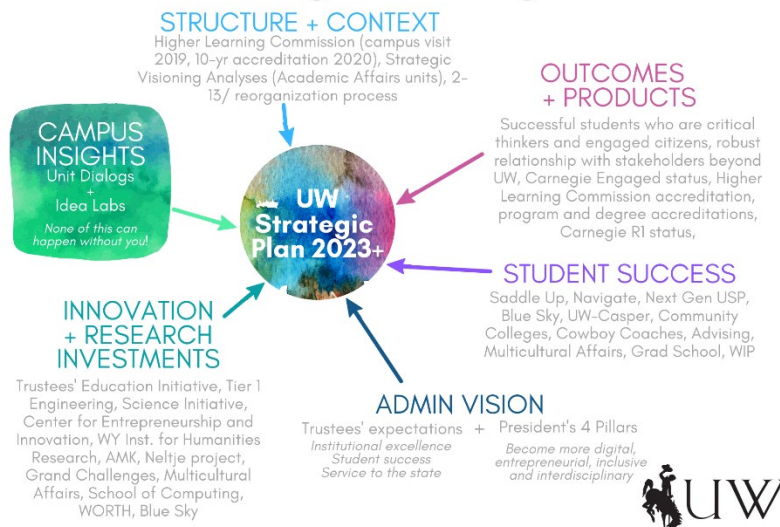 STRUCTURE + CONTEXT
Higher Learning Commission (campus visit
2019, 10-yr accreditation 2020), Strategic
Visioning Analyses (Academic Affairs units), 2-
13/ reorganization process
OUTCOMES
+ PRODUCTS
Successful students who are critical
thinkers and engaged citizens, robust
relationship with stakeholders beyond
UW, Carnegie Engaged status, Higher
Learning Commission accreditation,
program and degree accreditations,
Carnegie R1 status,
CAMPUS
INSIGHTS
Unit Dialogs
+
Idea Labs
None of this can
happen without you!
UW
Strategic
Plan 2023+
STUDENT SUCCESS
Saddle Up, Navigate, Next Gen USP,
Blue Sky, UW-Casper, Community
Colleges, Cowboy Coaches, Advising,
Multicultural Affairs, Grad School, WIP
INNOVATION
+ RESEARCH
INVESTMENTS
Trustees' Education Initiative, Tier 1
Engineering, Science Initiative,
Center for Entrepreneurship and
Innovation, WY Inst. for Humanities
Research, AMK, Neltje project,
Grand Challenges, Multicultural
Affairs, School of Computing,
WORTH, Blue Sky
ADMIN VISION
Trustees' expectations + President's 4 Pillars
Institutional excellence
Student success
Service to the state
Become more digital,
entrepreneurial, inclusive
and interdisciplinary
UW